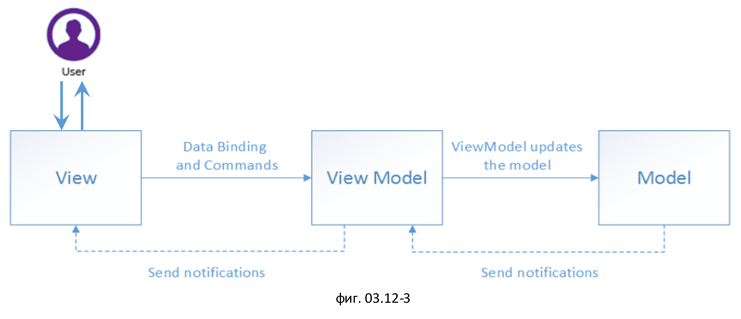 User
Data Binding
and Commands
ViewModel updates
the model
View
View Model
Model
Send notifications
Send notifications
фиг. 03.12-3